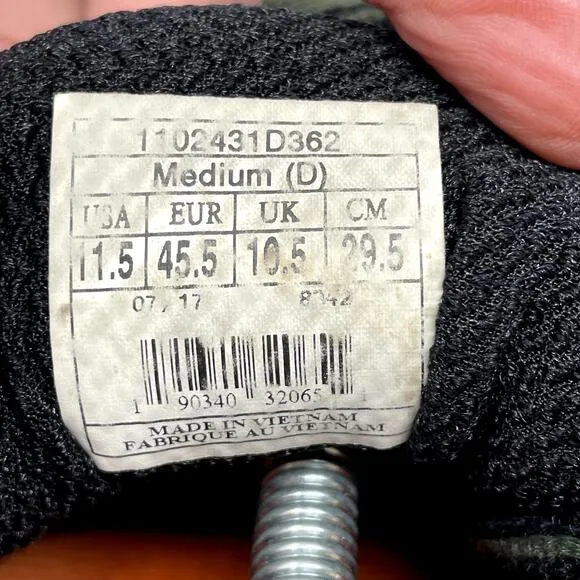 1102431D362
Medium (D)
USA EUR UK CM
11.5 45.5 10.5 29.5
07/17 8042
1 90340 32065 1
MADE IN VIETNAM
FABRIQUE AU VIETNAM